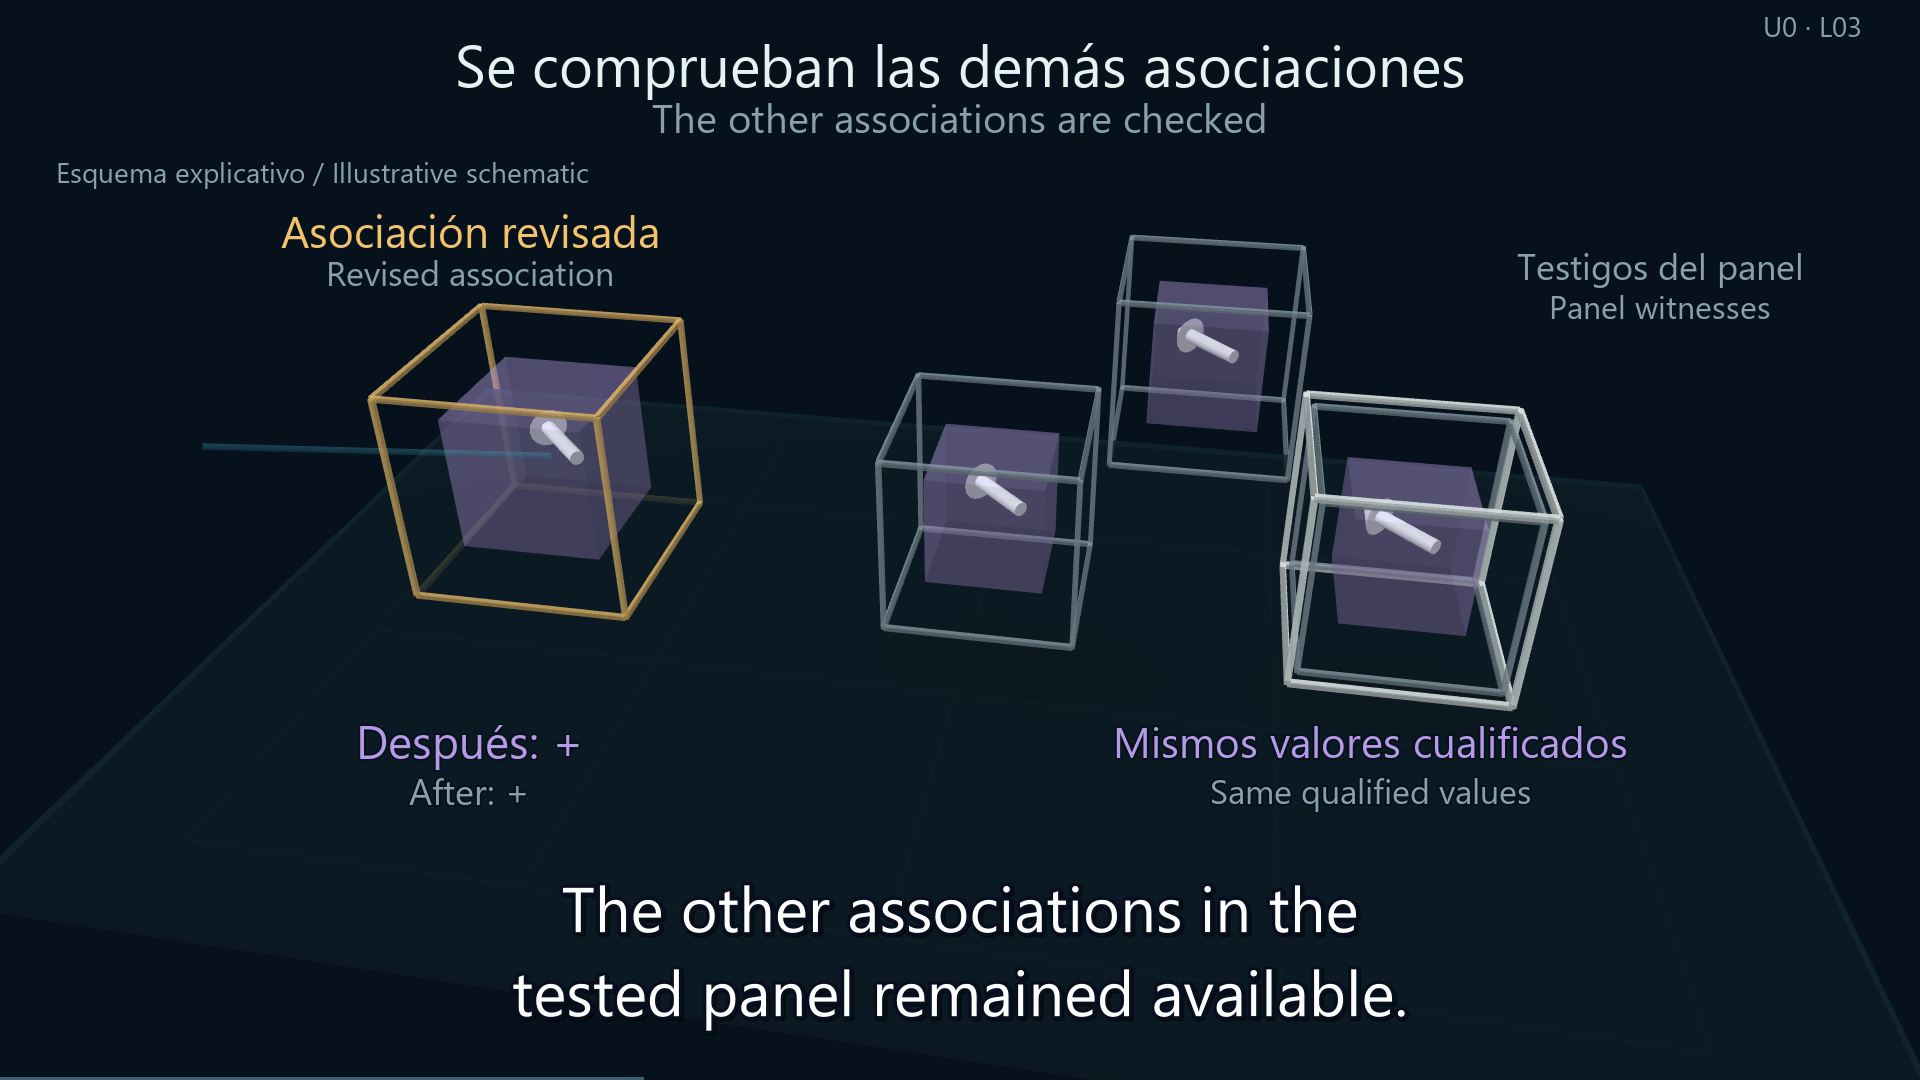 U0 · L03
Se comprueban las demás asociaciones
The other associations are checked
Esquema explicativo / Illustrative schematic
Asociación revisada
Revised association
Testigos del panel
Panel witnesses
Después: +
After: +
Mismos valores cualificados
Same qualified values
The other associations in the
tested panel remained available.